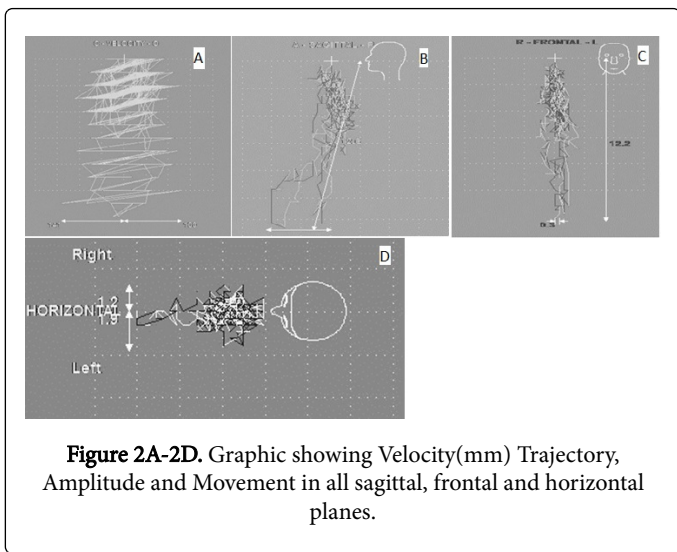 A
B
R - FRONTAL - L
C
12.2
Right
D
1.2
HORIZONTAL
1.9
Left
Figure 2A-2D. Graphic showing Velocity(mm) Trajectory,
Amplitude and Movement in all sagittal, frontal and horizontal
planes.